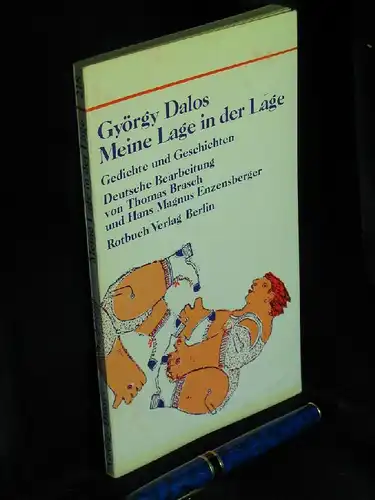 György Dalos
Meine Lage in der Lage
Gedichte und Geschichten
Deutsche Bearbeitung
von Thomas Brasch
und Hans Magnus Enzensberger
Rotbuch Verlag Berlin